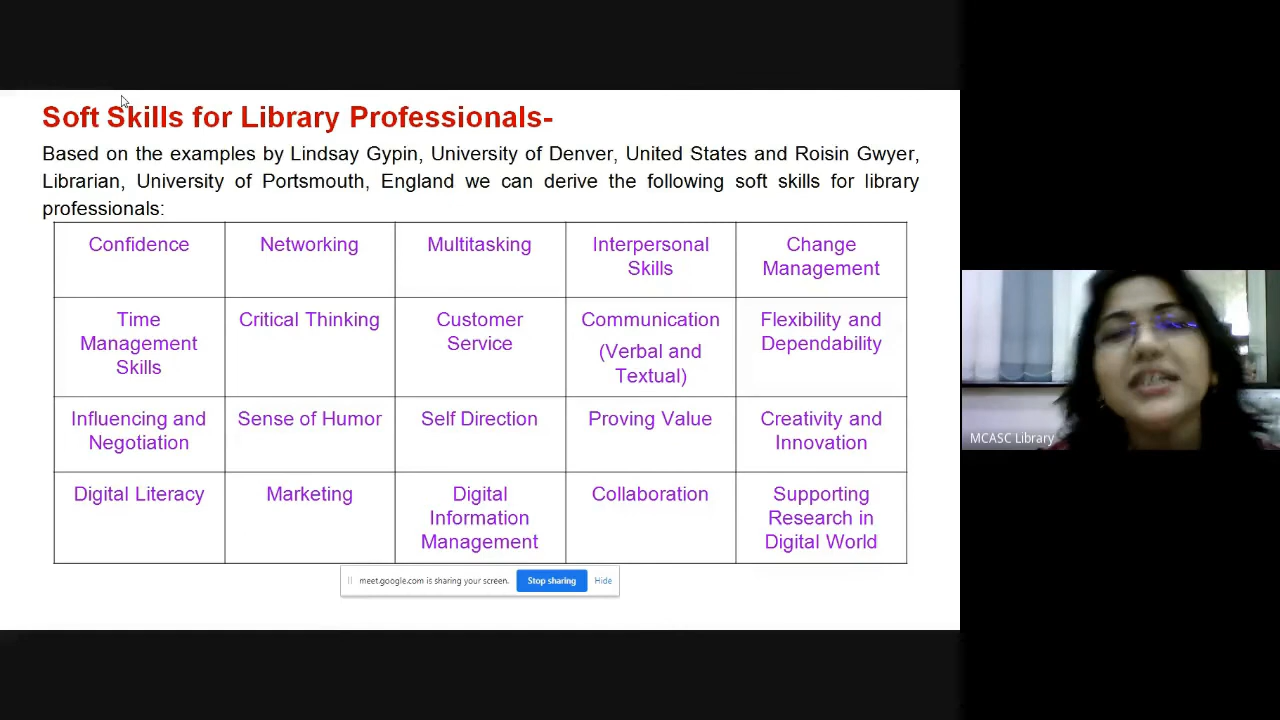 Soft Skills for Library Professionals-
Based on the examples by Lindsay Gypin, University of Denver, United States and Roisin Gwyer,
Librarian, University of Portsmouth, England we can derive the following soft skills for library
professionals:
Confidence
Networking
Multitasking
Interpersonal
Skills
Change
Management
Time
Management
Skills
Critical Thinking
Customer
Service
Communication
(Verbal and
Textual)
Flexibility and
Dependability
Influencing and
Negotiation
Sense of Humor
Self Direction
Proving Value
Creativity and
Innovation
Digital Literacy
Marketing
Digital
Information
Management
Collaboration
Supporting
Research in
Digital World
meet.google.com is sharing your screen.
Stop sharing
Hide
MCASC Library